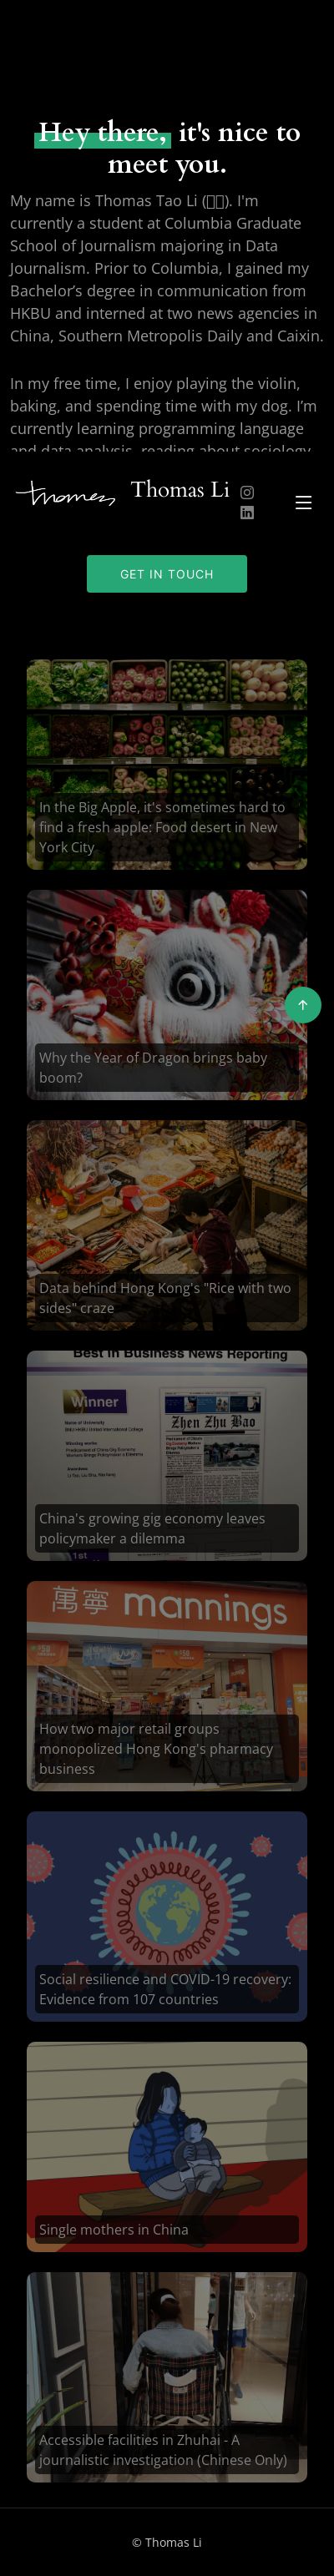 Hey there, it's nice to
meet you.
My name is Thomas Tao Li (▯▯). I'm
currently a student at Columbia Graduate
School of Journalism majoring in Data
Journalism. Prior to Columbia, I gained my
Bachelor’s degree in communication from
HKBU and interned at two news agencies in
China, Southern Metropolis Daily and Caixin.
In my free time, I enjoy playing the violin,
baking, and spending time with my dog. I’m
currently learning programming language
and data analysis, reading about sociology
thomas
Thomas Li
GET IN TOUCH
In the Big Apple, it's sometimes hard to
find a fresh apple: Food desert in New
York City
Why the Year of Dragon brings baby
boom?
Data behind Hong Kong's "Rice with two
sides" craze
Best in Business News Reporting
Winner
Zhen Zhu Bao
China's growing gig economy leaves
policymaker a dilemma
1st
萬寧 mannings
How two major retail groups
monopolized Hong Kong's pharmacy
business
Social resilience and COVID-19 recovery:
Evidence from 107 countries
Single mothers in China
Accessible facilities in Zhuhai - A
journalistic investigation (Chinese Only)
© Thomas Li